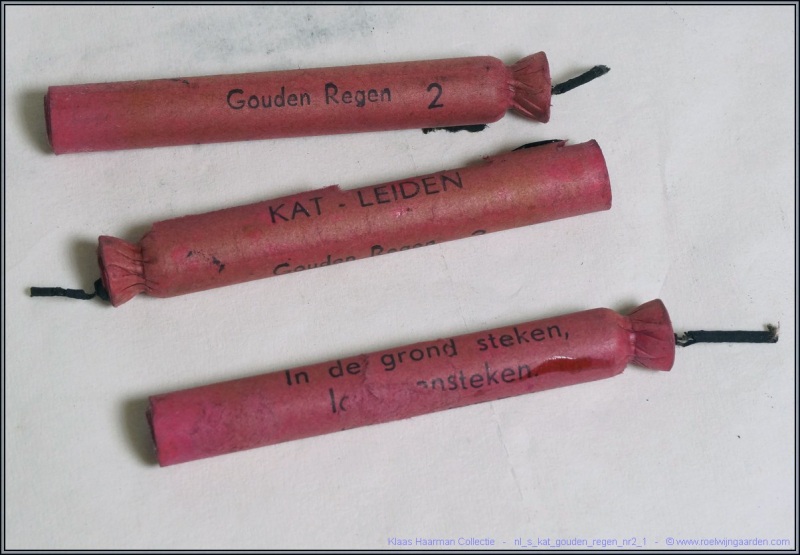 Gouden Regen 2
KAT - LEIDEN
Gouden Regen
In de grond steken,
Klaas Haarman Collectie - nl_s_kat_gouden_regen_nr2_1 - © www.roelwijngaarden.com